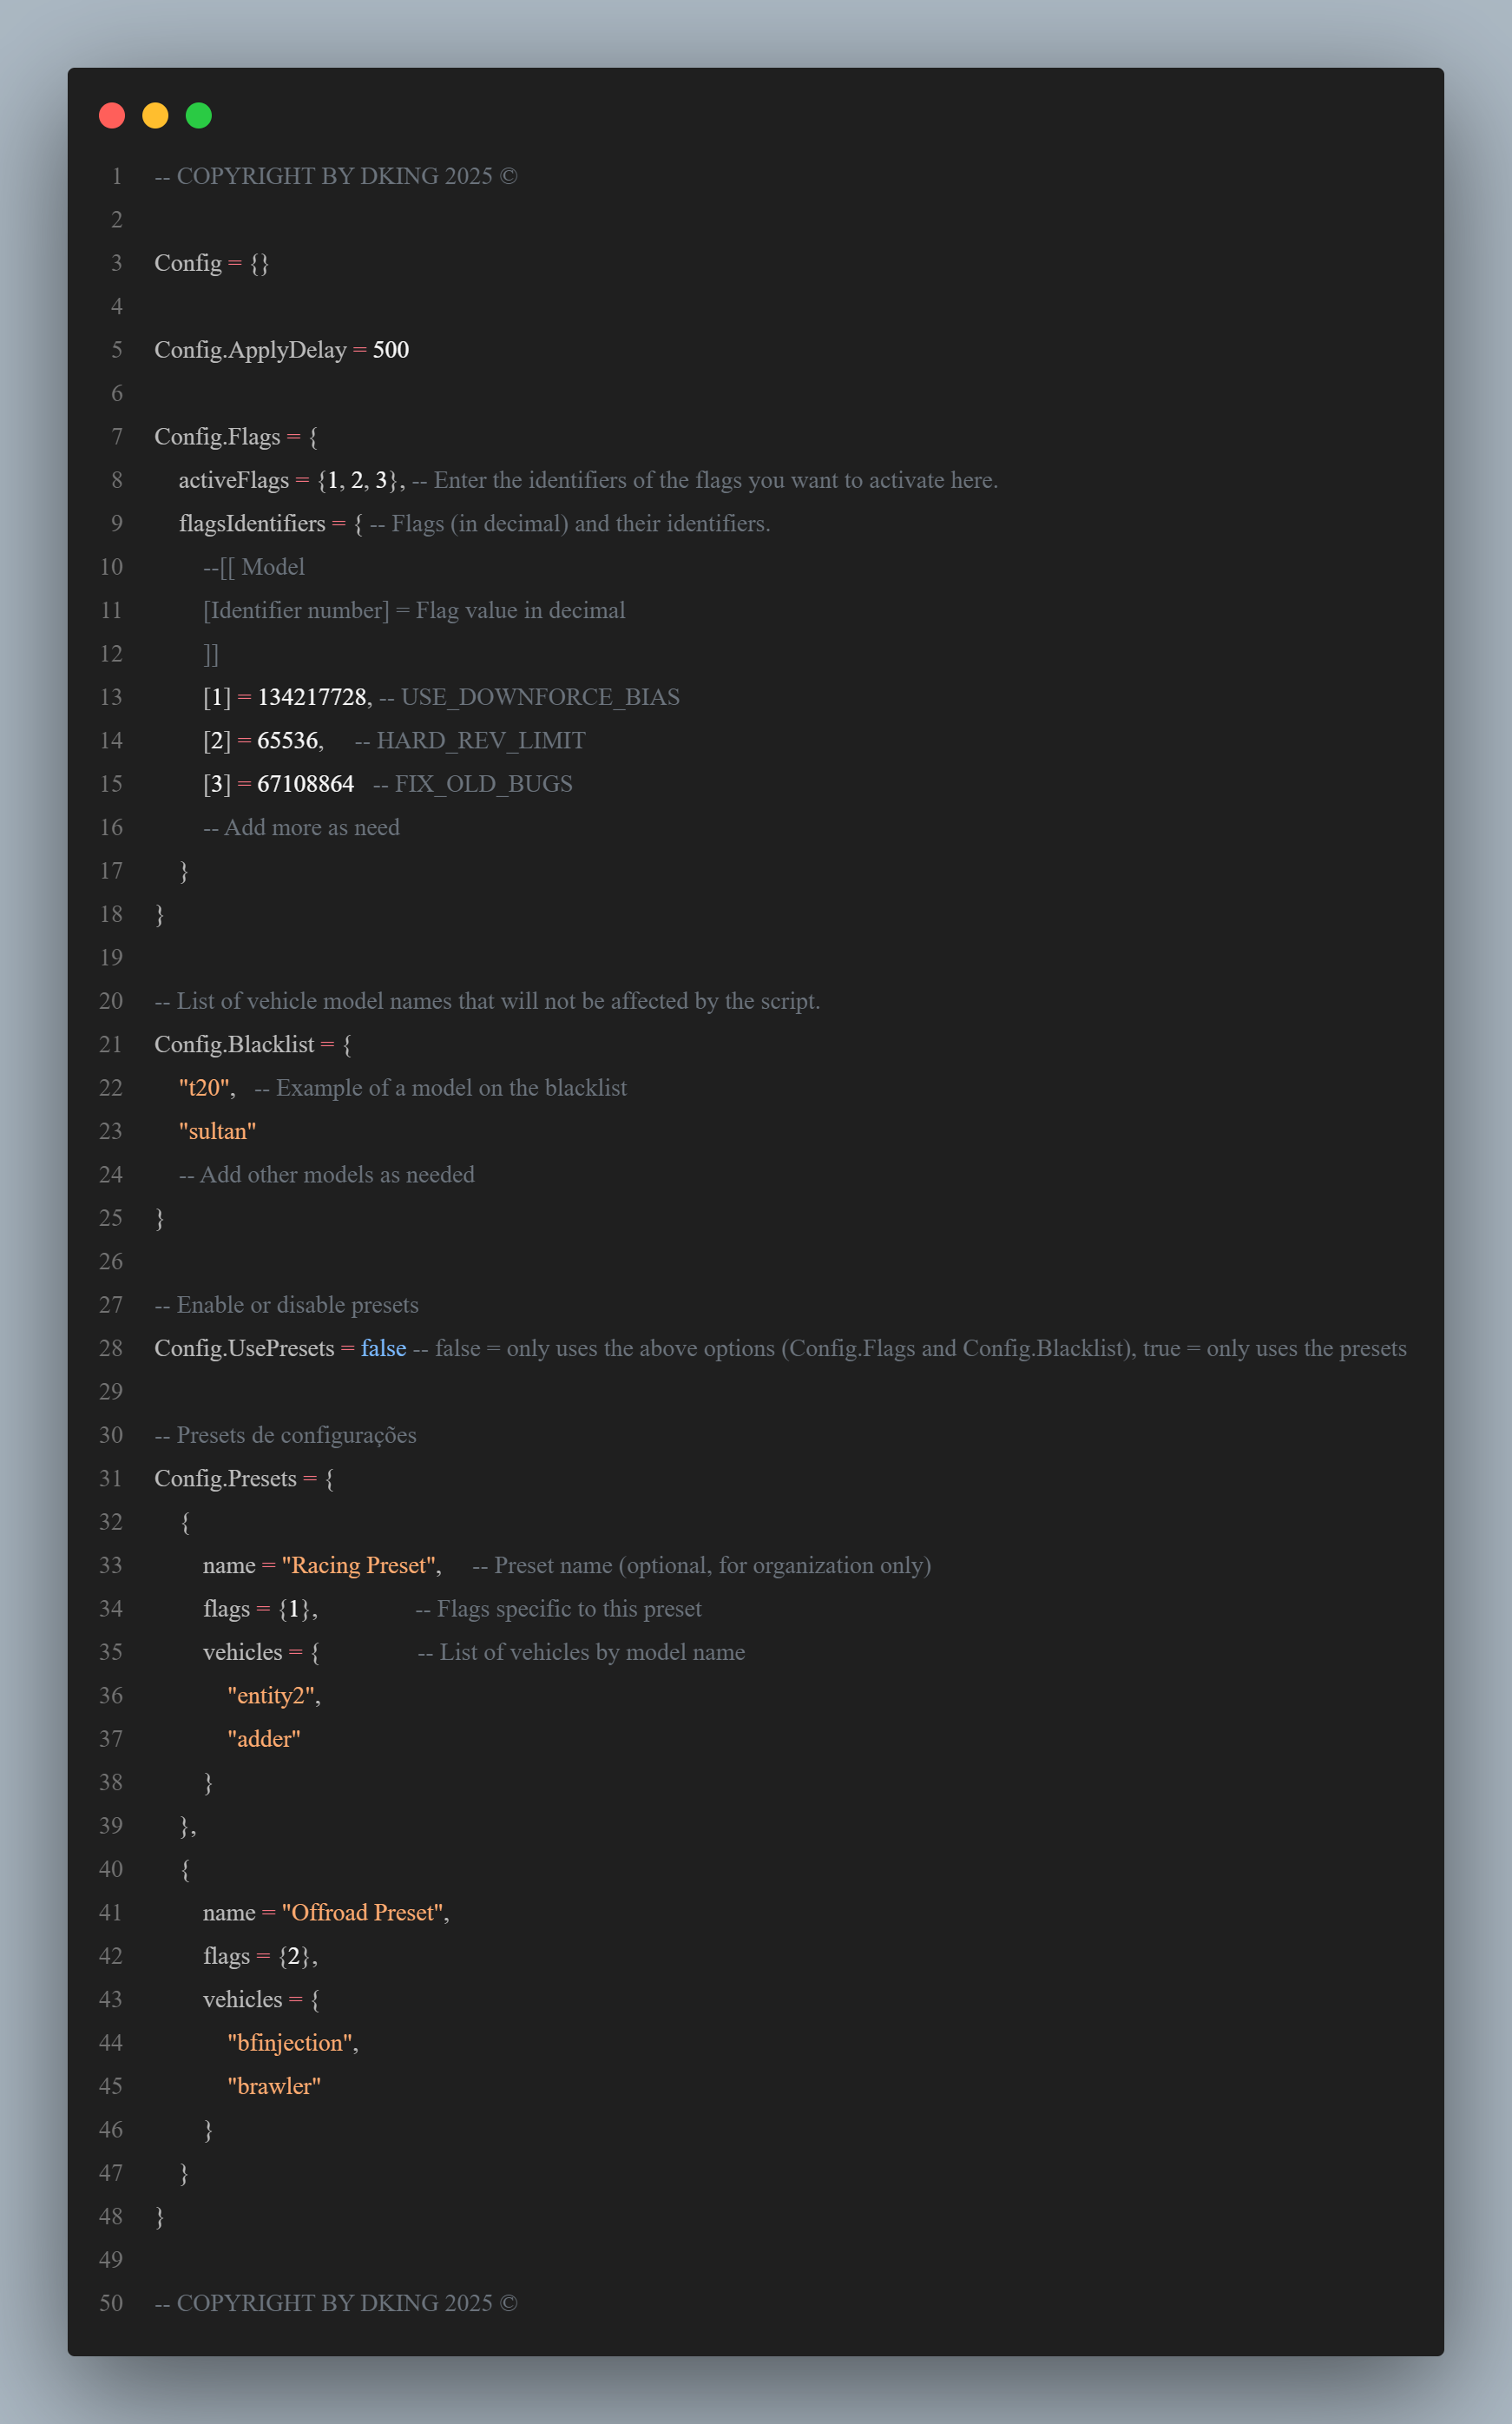 1 -- COPYRIGHT BY DKING 2025 ©
2
3 Config = {}
4
5 Config.ApplyDelay = 500
6
7 Config.Flags = {
8     activeFlags = {1, 2, 3}, -- Enter the identifiers of the flags you want to activate here.
9     flagsIdentifiers = { -- Flags (in decimal) and their identifiers.
10         --[[ Model
11         [Identifier number] = Flag value in decimal
12         ]]
13         [1] = 134217728, -- USE_DOWNFORCE_BIAS
14         [2] = 65536,     -- HARD_REV_LIMIT
15         [3] = 67108864   -- FIX_OLD_BUGS
16         -- Add more as need
17     }
18 }
19
20 -- List of vehicle model names that will not be affected by the script.
21 Config.Blacklist = {
22     "t20",   -- Example of a model on the blacklist
23     "sultan"
24     -- Add other models as needed
25 }
26
27 -- Enable or disable presets
28 Config.UsePresets = false -- false = only uses the above options (Config.Flags and Config.Blacklist), true = only uses the presets
29
30 -- Presets de configurações
31 Config.Presets = {
32     {
33         name = "Racing Preset",     -- Preset name (optional, for organization only)
34         flags = {1},                -- Flags specific to this preset
35         vehicles = {                -- List of vehicles by model name
36             "entity2",
37             "adder"
38         }
39     },
40     {
41         name = "Offroad Preset",
42         flags = {2},
43         vehicles = {
44             "bfinjection",
45             "brawler"
46         }
47     }
48 }
49
50 -- COPYRIGHT BY DKING 2025 ©